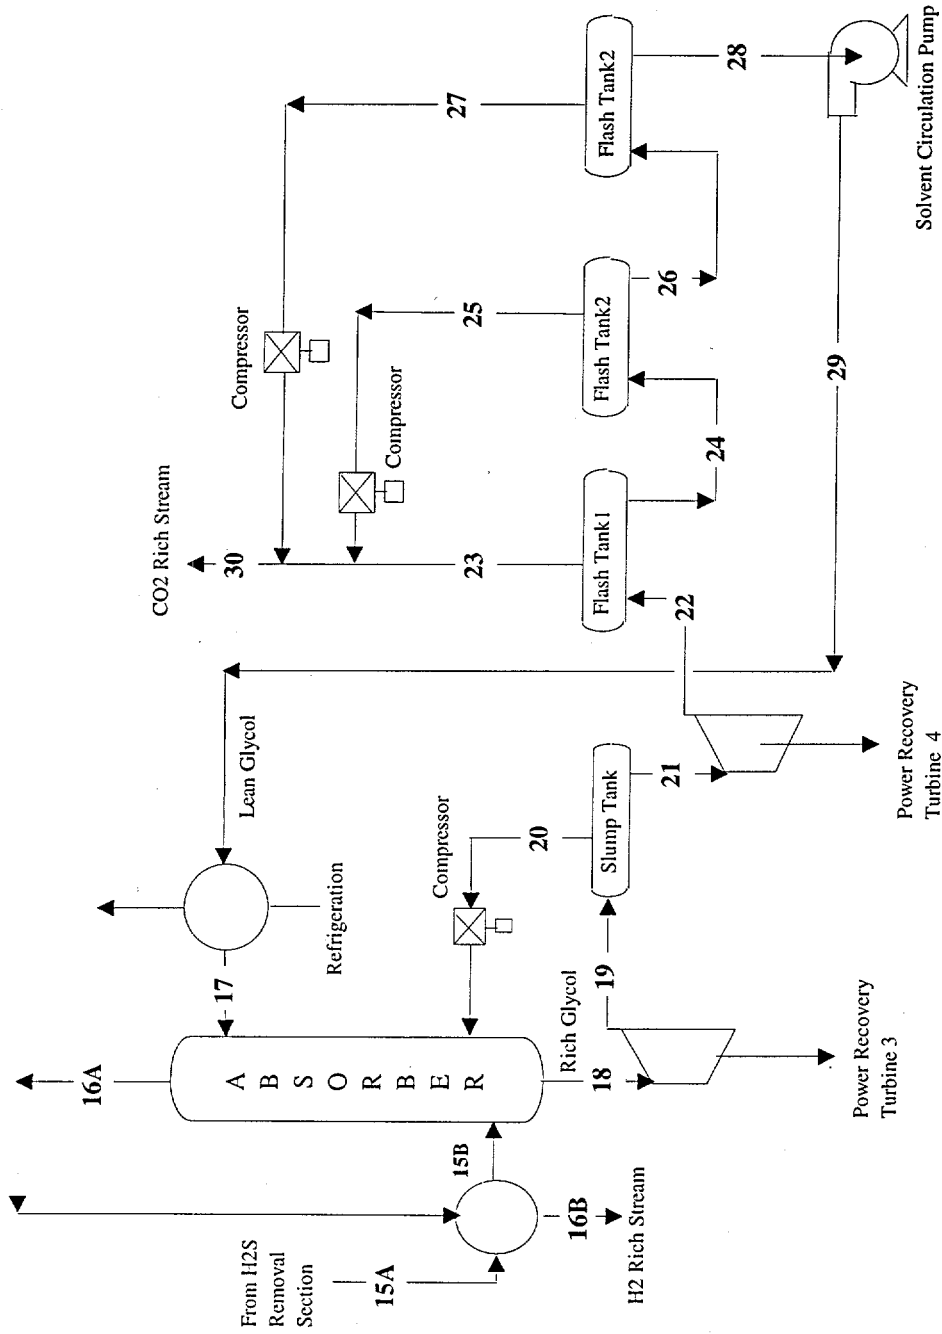 16A
17
Lean Glycol
Refrigeration
CO2 Rich Stream
30
Compressor
27
Compressor
25
23
A
B
S
O
R
B
E
R
Compressor
20
15B
From H2S
Removal
Section
15A
16B
H2 Rich Stream
Rich Glycol
18
19
Slump Tank
21
22
Flash Tank1
24
Flash Tank2
26
Flash Tank2
28
29
Power Recovery
Turbine 3
Power Recovery
Turbine 4
Solvent Circulation Pump